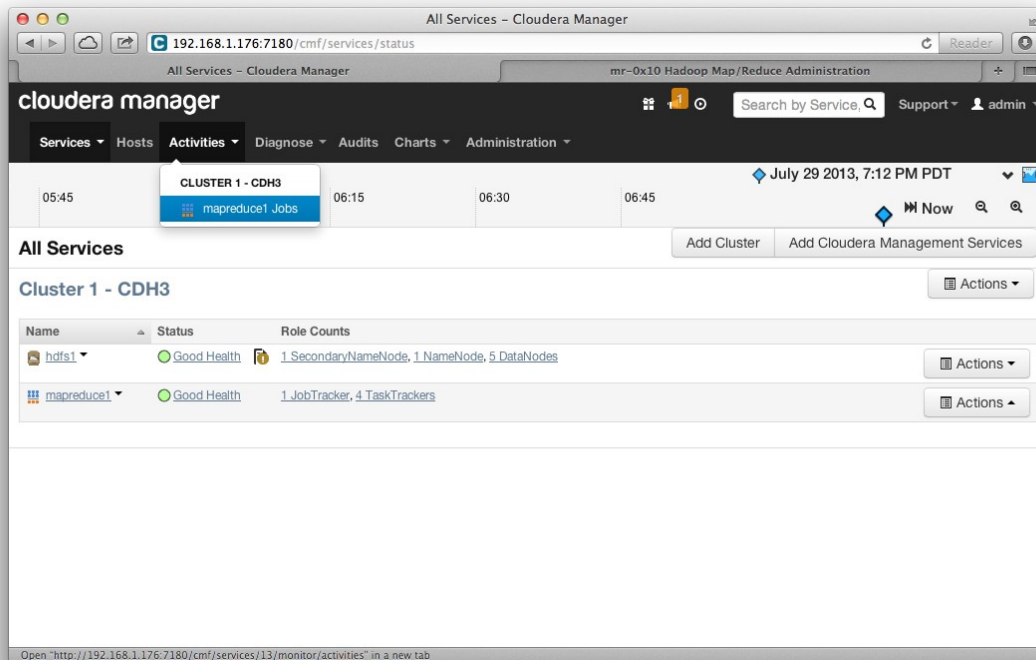 All Services – Cloudera Manager
192.168.1.176:7180/cmf/services/status
Reader
All Services – Cloudera Manager
mr-0x10 Hadoop Map/Reduce Administration
cloudera manager
1
Search by Service,
Support
admin
Services
Hosts
Activities
Diagnose
Audits
Charts
Administration
CLUSTER 1 - CDH3
mapreduce1 Jobs
July 29 2013, 7:12 PM PDT
05:45
06:15
06:30
06:45
Now
All Services
Add Cluster
Add Cloudera Management Services
Cluster 1 - CDH3
Actions
Name
Status
Role Counts
hdfs1
Good Health
1 SecondaryNameNode, 1 NameNode, 5 DataNodes
Actions
mapreduce1
Good Health
1 JobTracker, 4 TaskTrackers
Actions
Open "http://192.168.1.176:7180/cmf/services/13/monitor/activities" in a new tab